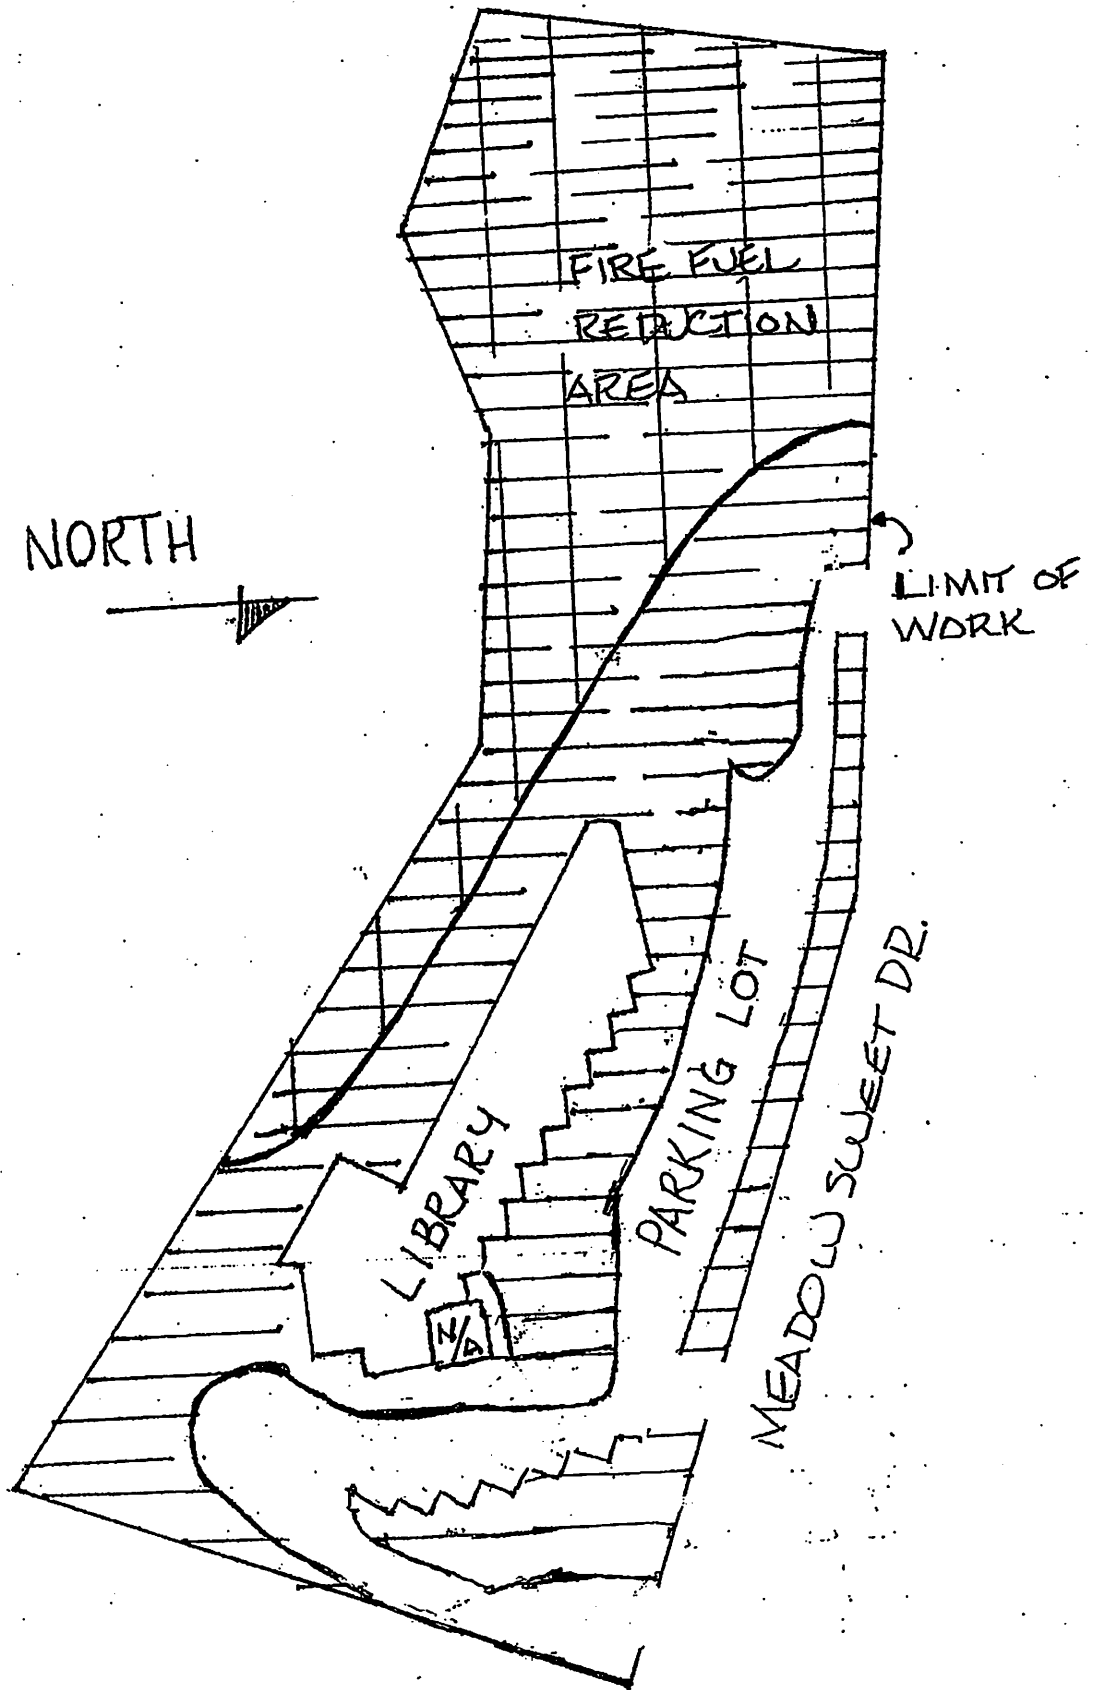 FIRE FUEL
REDUCTION
AREA
NORTH
LIMIT OF
WORK
LIBRARY
PARKING LOT
MEADOW SWEET DR.
N/A